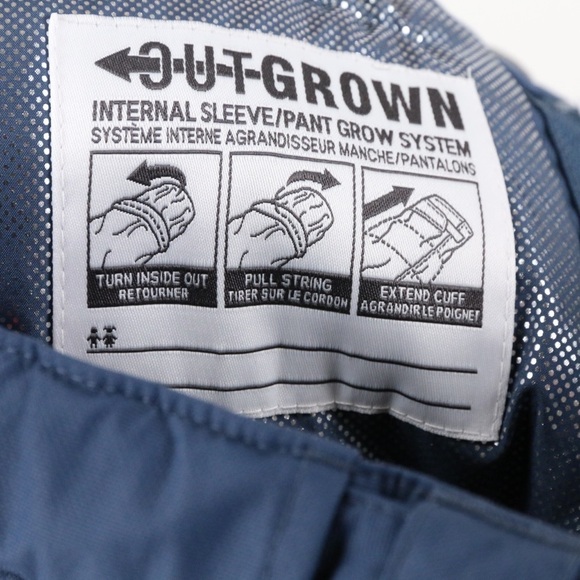 OUT-GROWN
INTERNAL SLEEVE/PANT GROW SYSTEM
SYSTÈME INTERNE AGRANDISSEUR MANCHE/PANTALONS
TURN INSIDE OUT
RETOURNER
PULL STRING
TIRER SUR LE CORDON
EXTEND CUFF
AGRANDIR LE POIGNET